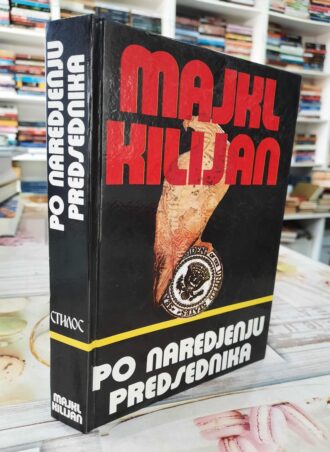 MAJKL
KILIJAN
PO NAREDJENJU
PREDSEDNIKA
PO NAREDJENJU
PREDSEDNIKA
СТИЛОС
MAJKL
KILIJAN